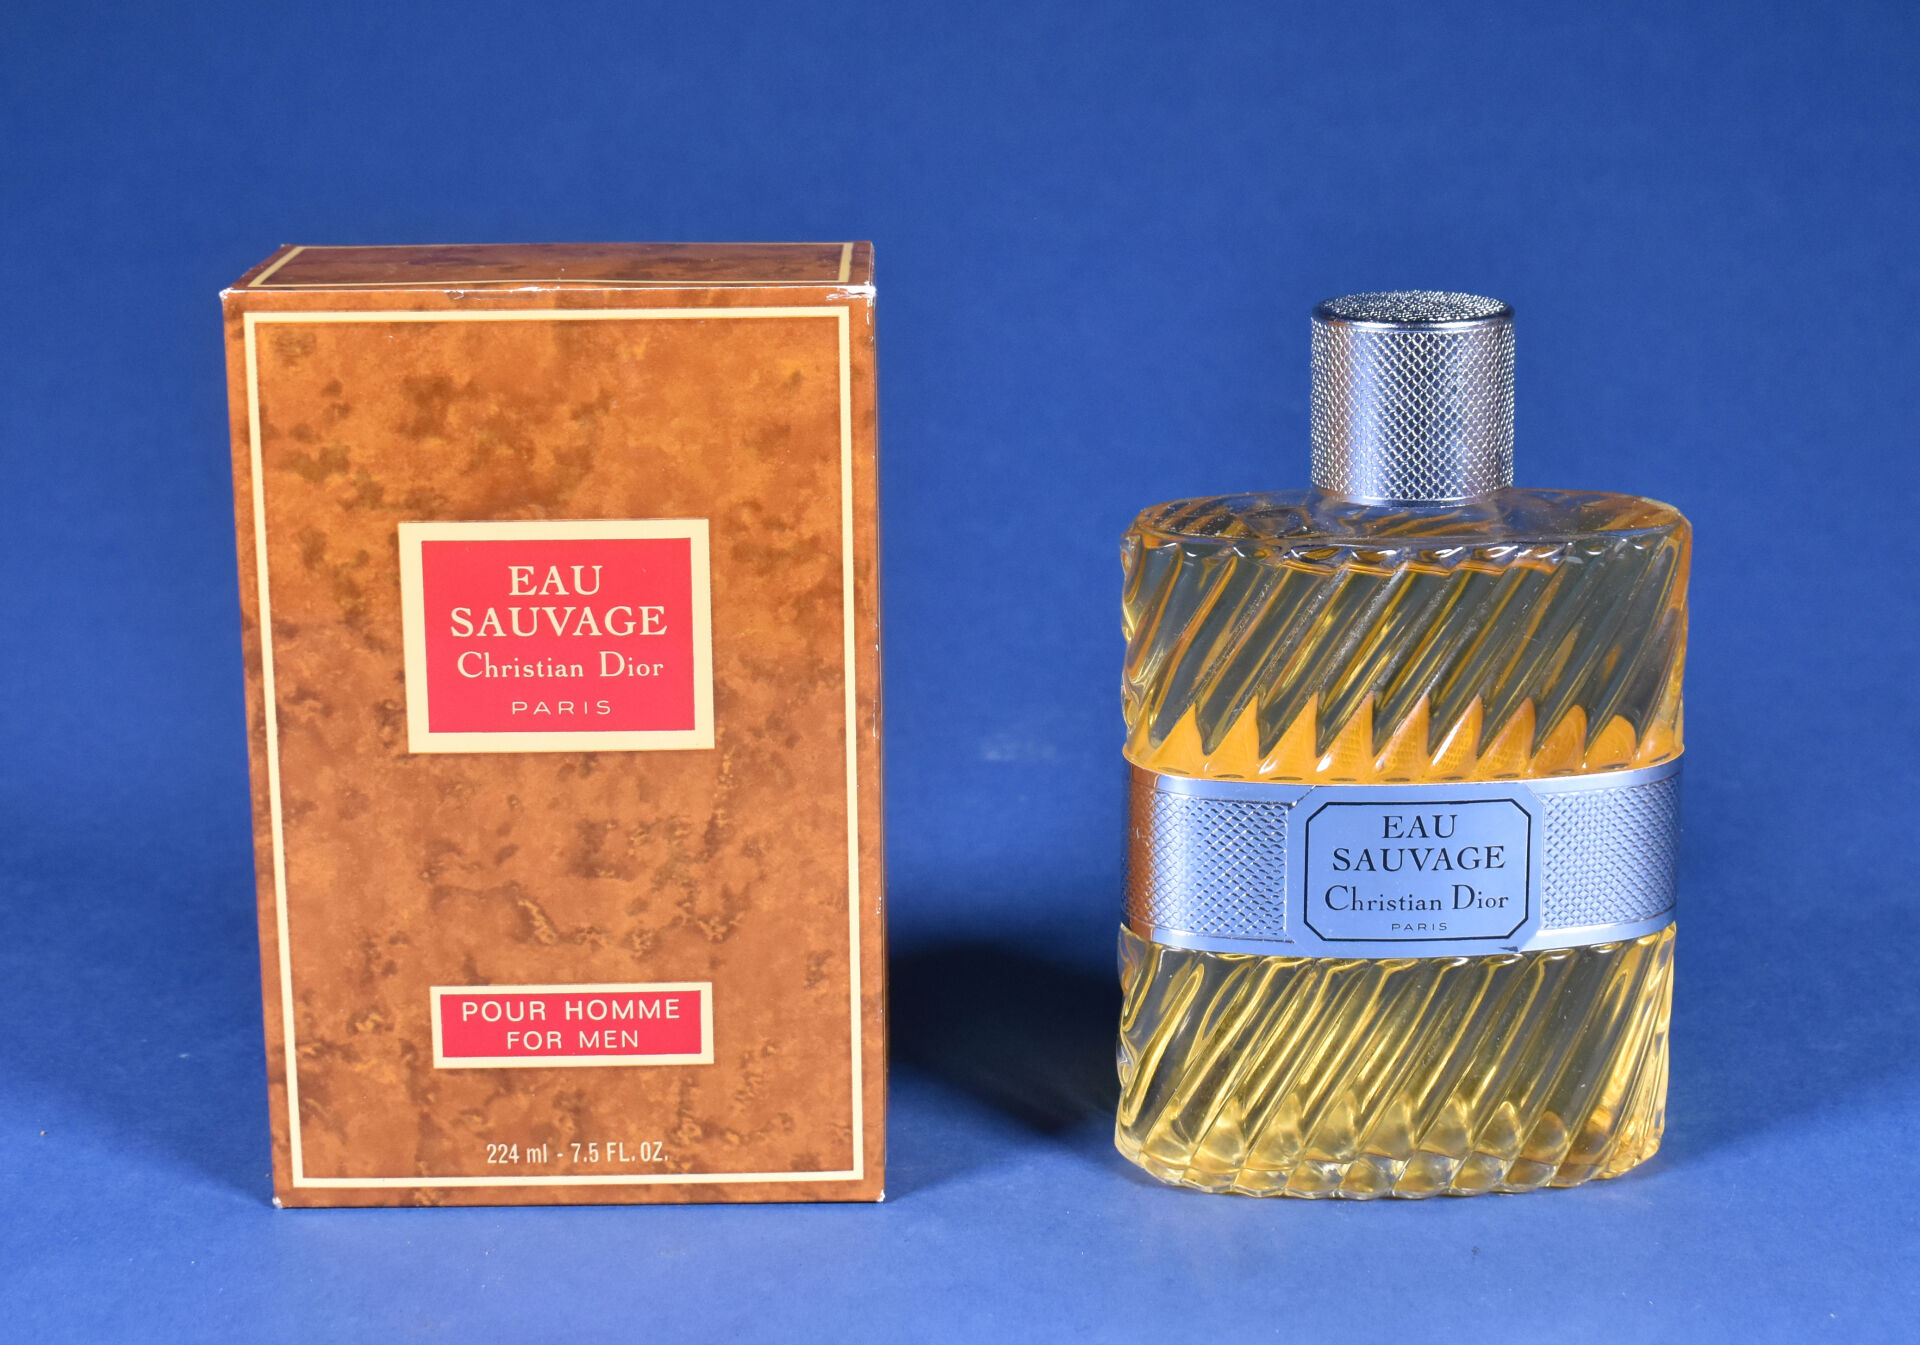 EAU
SAUVAGE
Christian Dior
PARIS
POUR HOMME
FOR MEN
224 ml - 7.5 FL. OZ.
EAU
SAUVAGE
Christian Dior
PARIS